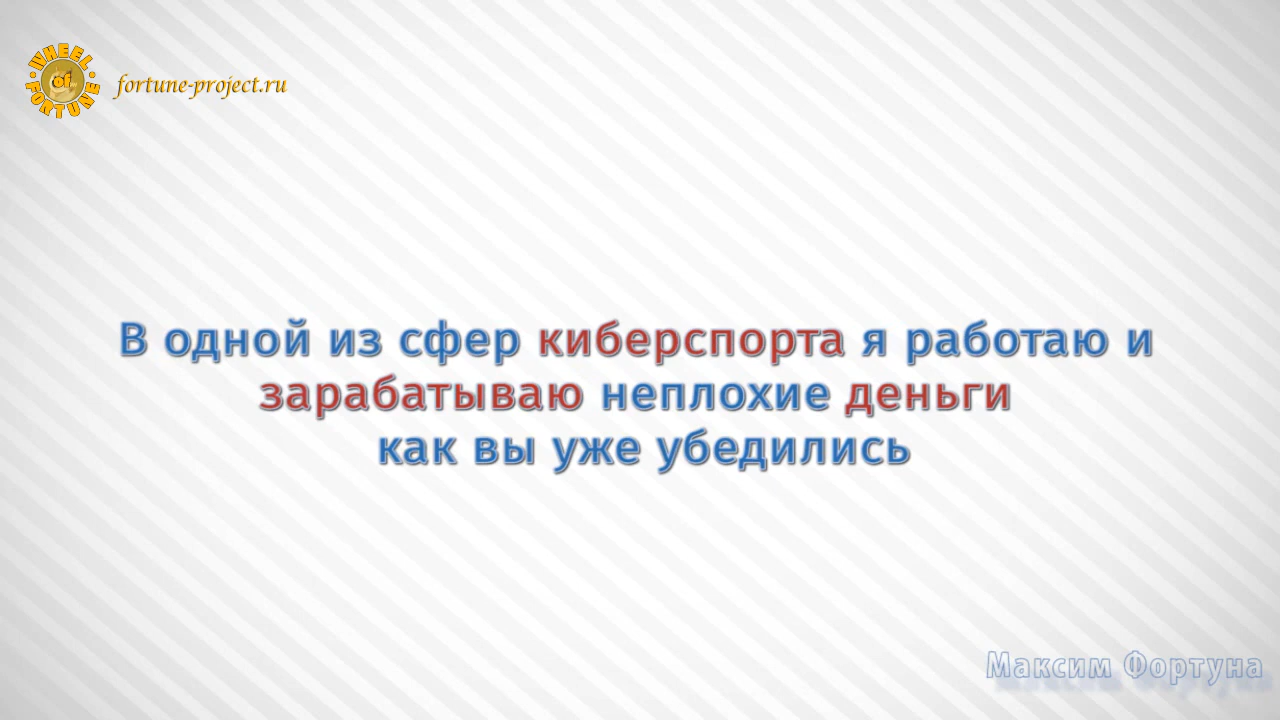 WHEEL of FORTUNE
fortune-project.ru
В одной из сфер киберспорта я работаю и
зарабатываю неплохие деньги
как вы уже убедились
Максим Фортуна